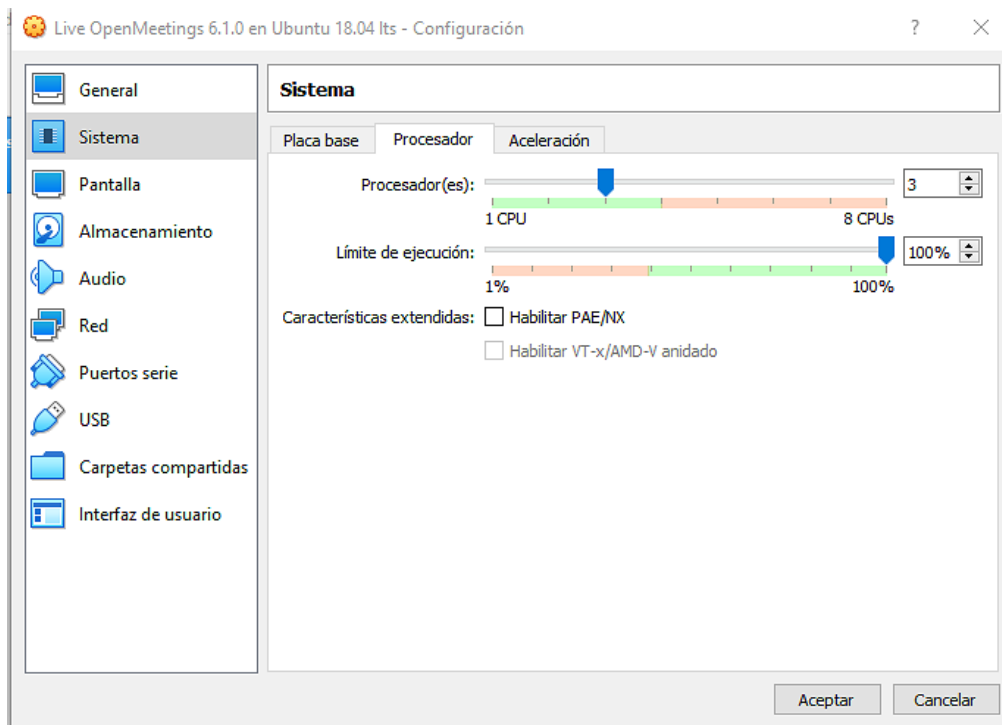 Live OpenMeetings 6.1.0 en Ubuntu 18.04 lts - Configuración
?
General
Sistema
Pantalla
Almacenamiento
Audio
Red
Puertos serie
USB
Carpetas compartidas
Interfaz de usuario
Sistema
Placa base Procesador Aceleración
Procesador(es): 3
1 CPU 8 CPUs
Límite de ejecución: 100%
1% 100%
Características extendidas: Habilitar PAE/NX
Habilitar VT-x/AMD-V anidado
Aceptar Cancelar